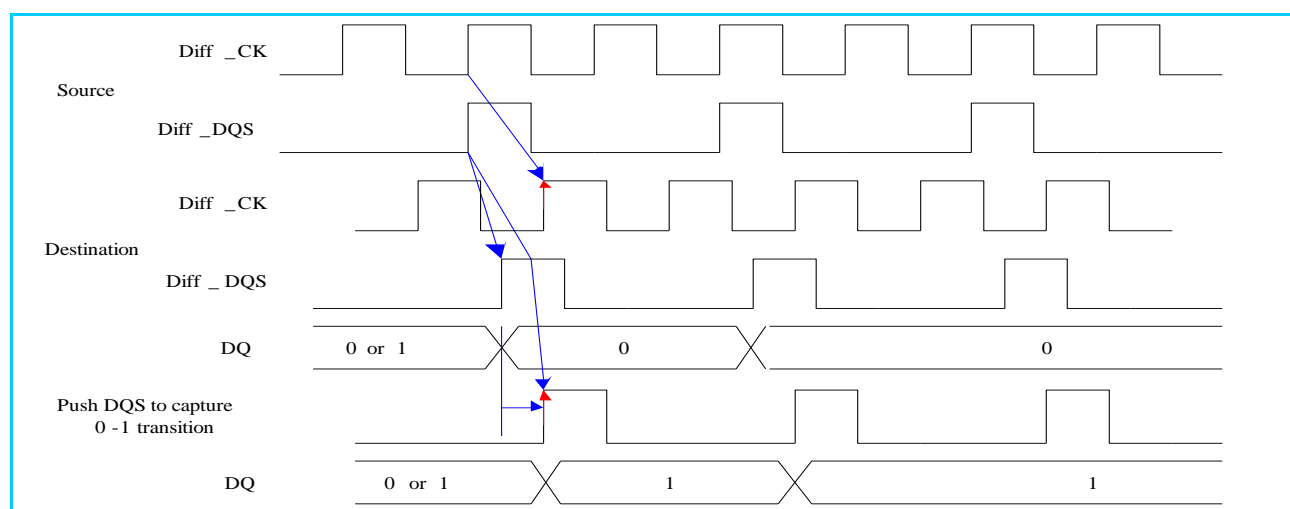 Diff _CK
Source
Diff _DQS
Diff _CK
Destination
Diff _ DQS
DQ 0 or 1 0 0
Push DQS to capture
0 -1 transition
DQ 0 or 1 1 1